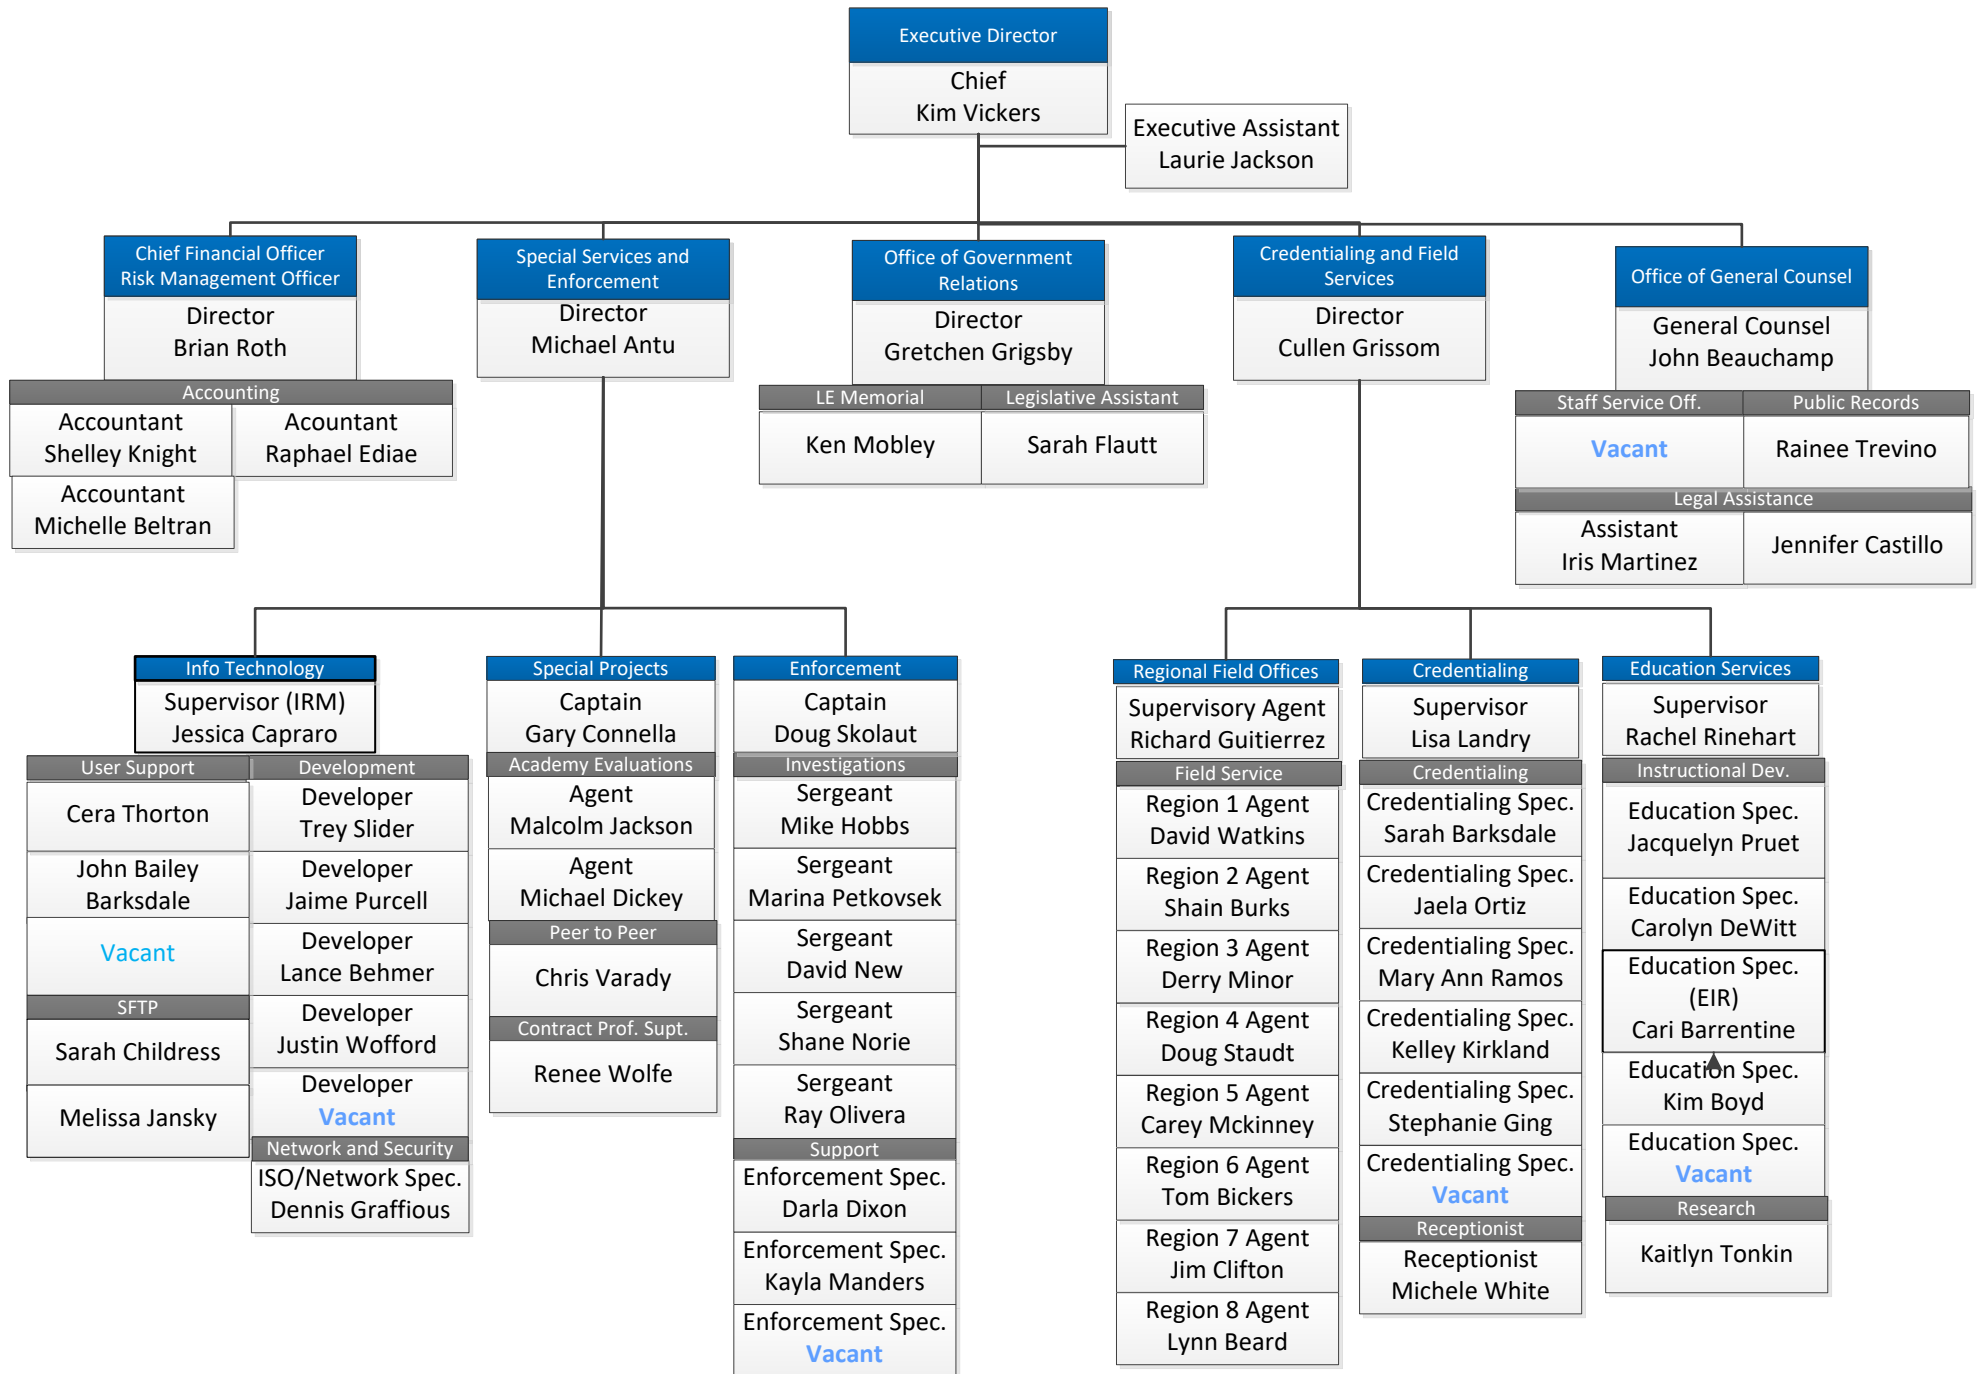 Executive Director
Chief
Kim Vickers
Executive Assistant
Laurie Jackson
Chief Financial Officer
Risk Management Officer
Director
Brian Roth
Accounting
Accountant
Shelley Knight
Acountant
Raphael Ediae
Accountant
Michelle Beltran
Special Services and
Enforcement
Director
Michael Antu
Office of Government
Relations
Director
Gretchen Grigsby
LE Memorial
Ken Mobley
Legislative Assistant
Sarah Flautt
Credentialing and Field
Services
Director
Cullen Grissom
Office of General Counsel
General Counsel
John Beauchamp
Staff Service Off.
Vacant
Public Records
Rainee Trevino
Legal Assistance
Assistant
Iris Martinez
Jennifer Castillo
Info Technology
Supervisor (IRM)
Jessica Capraro
User Support
Cera Thorton
John Bailey
Barksdale
Vacant
SFTP
Sarah Childress
Melissa Jansky
Development
Developer
Trey Slider
Developer
Jaime Purcell
Developer
Lance Behmer
Developer
Justin Wofford
Developer
Vacant
Network and Security
ISO/Network Spec.
Dennis Graffious
Special Projects
Captain
Gary Connella
Academy Evaluations
Agent
Malcolm Jackson
Agent
Michael Dickey
Peer to Peer
Chris Varady
Contract Prof. Supt.
Renee Wolfe
Enforcement
Captain
Doug Skolaut
Investigations
Sergeant
Mike Hobbs
Sergeant
Marina Petkovsek
Sergeant
David New
Sergeant
Shane Norie
Sergeant
Ray Olivera
Support
Enforcement Spec.
Darla Dixon
Enforcement Spec.
Kayla Manders
Enforcement Spec.
Vacant
Regional Field Offices
Supervisory Agent
Richard Guitierrez
Field Service
Region 1 Agent
David Watkins
Region 2 Agent
Shain Burks
Region 3 Agent
Derry Minor
Region 4 Agent
Doug Staudt
Region 5 Agent
Carey Mckinney
Region 6 Agent
Tom Bickers
Region 7 Agent
Jim Clifton
Region 8 Agent
Lynn Beard
Credentialing
Supervisor
Lisa Landry
Credentialing
Credentialing Spec.
Sarah Barksdale
Credentialing Spec.
Jaela Ortiz
Credentialing Spec.
Mary Ann Ramos
Credentialing Spec.
Kelley Kirkland
Credentialing Spec.
Stephanie Ging
Credentialing Spec.
Vacant
Receptionist
Receptionist
Michele White
Education Services
Supervisor
Rachel Rinehart
Instructional Dev.
Education Spec.
Jacquelyn Pruet
Education Spec.
Carolyn DeWitt
Education Spec.
(EIR)
Cari Barrentine
Education Spec.
Kim Boyd
Education Spec.
Vacant
Research
Kaitlyn Tonkin